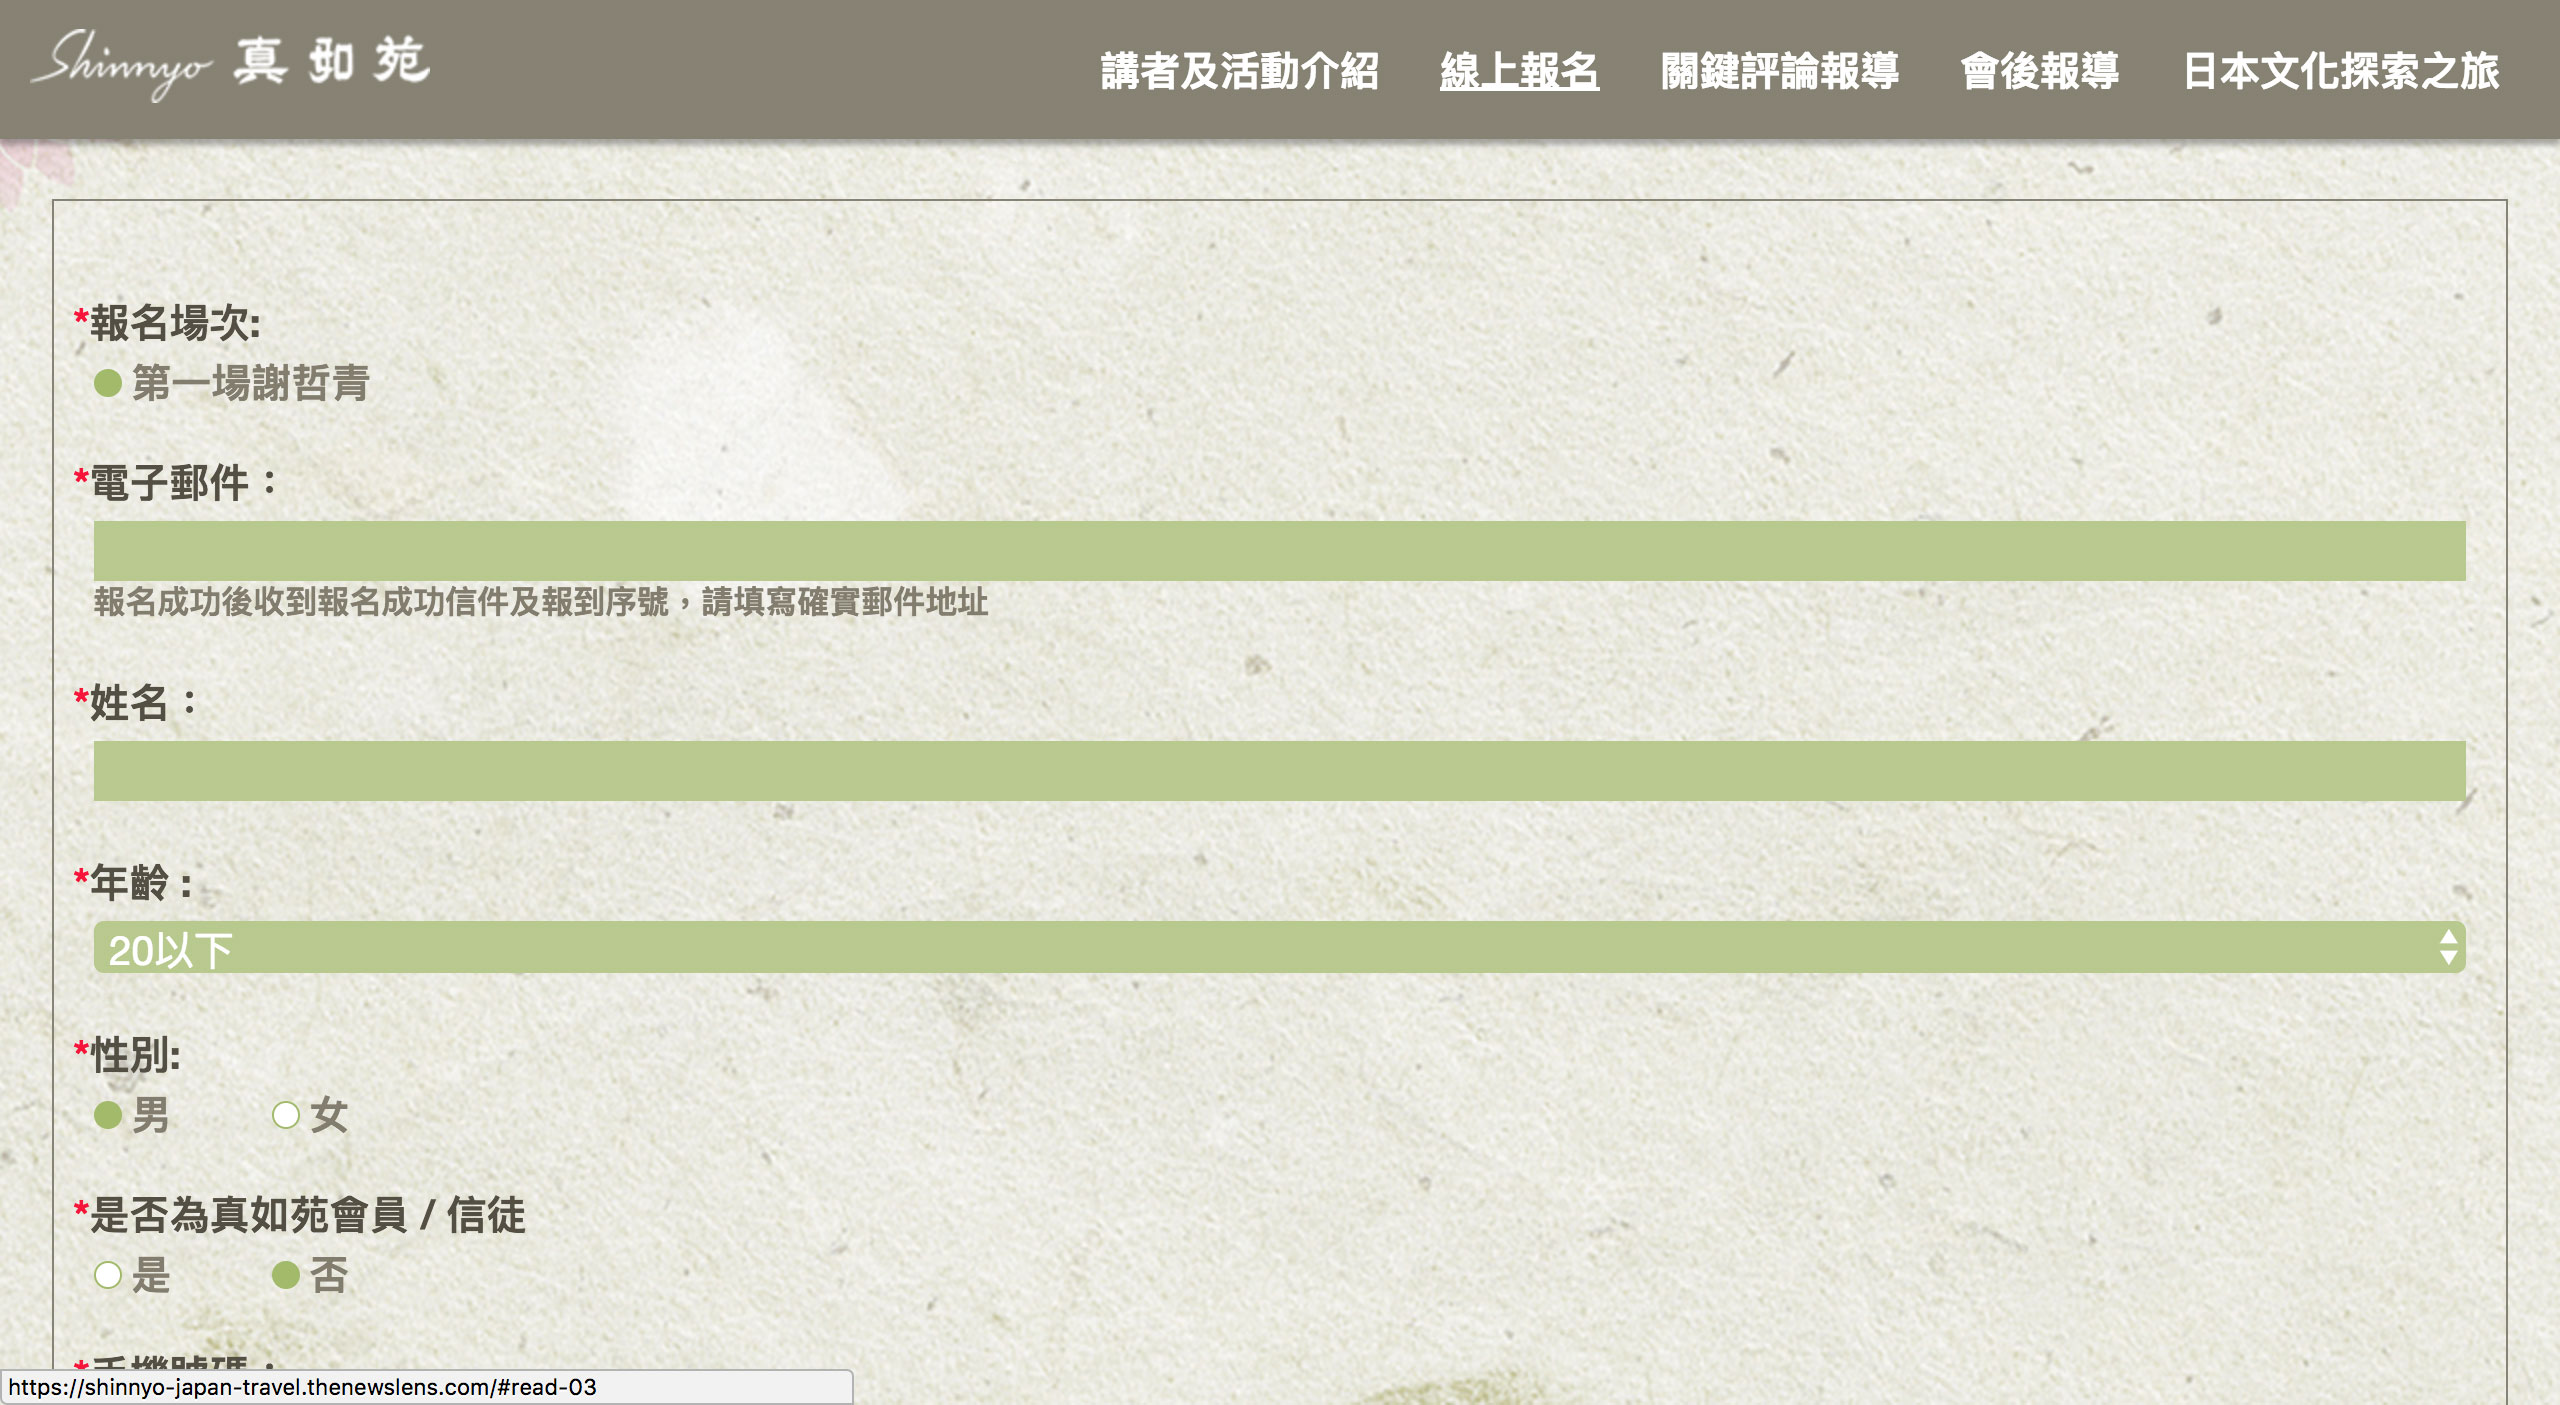 Shinnyo 真如苑
講者及活動介紹 線上報名 關鍵評論報導 會後報導 日本文化探索之旅
*報名場次:
第一場謝哲青
*電子郵件：
報名成功後收到報名成功信件及報到序號，請填寫確實郵件地址
*姓名：
*年齡：
20以下
*性別:
男 女
*是否為真如苑會員 / 信徒
是 否
*手機號碼：
https://shinnyo-japan-travel.thenewslens.com/#read-03